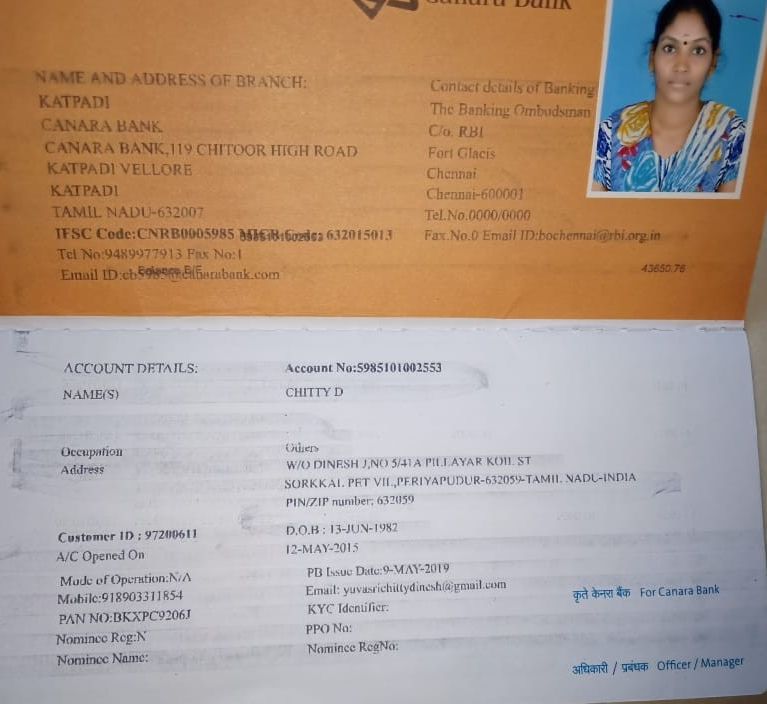 Canara Bank
NAME AND ADDRESS OF BRANCH:
KATPADI
CANARA BANK
CANARA BANK,119 CHITOOR HIGH ROAD
KATPADI VELLORE
KATPADI
TAMIL NADU-632007
IFSC Code:CNRB0005985 MICR Code: 632015013
Tel No:9489977913 Fax No:1
Email ID:cb5985@canarabank.com
Balance B/F
43650.76
Contact details of Banking
The Banking Ombudsman
C/o. RBI
Fort Glacis
Chennai
Chennai-600001
Tel.No.0000/0000
Fax.No.0 Email ID:bochennai@rbi.org.in
ACCOUNT DETAILS: Account No:5985101002553
NAME(S) CHITTY D
Occupation Others
Address W/O DINESH J,NO 5/41A PILLAYAR KOIL ST
SORKKAL PET VIL,PERIYAPUDUR-632059-TAMIL NADU-INDIA
PIN/ZIP number: 632059
Customer ID : 97200611 D.O.B : 13-JUN-1982
A/C Opened On 12-MAY-2015
Mode of Operation:N/A PB Issue Date:9-MAY-2019
Mobile:918903311854 Email: yuvasrichittydinesh@gmail.com
PAN NO:BKXPC9206J KYC Identifier:
Nominee Reg:N PPO No:
Nominee Name: Nominee RegNo:
कृते केनरा बैंक For Canara Bank
अधिकारी / प्रबंधक Officer / Manager